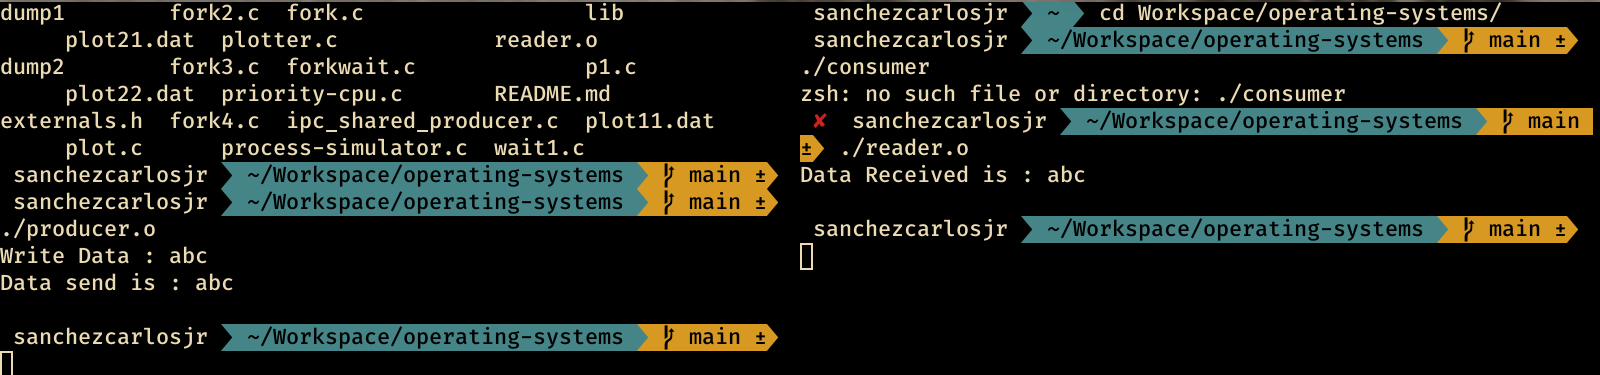 dump1        fork2.c  fork.c                 lib
     plot21.dat  plotter.c            reader.o
dump2        fork3.c  forkwait.c             p1.c
     plot22.dat  priority-cpu.c       README.md
externals.h  fork4.c  ipc_shared_producer.c  plot11.dat
     plot.c      process-simulator.c  wait1.c
sanchezcarlosjr ~/Workspace/operating-systems main ±
sanchezcarlosjr ~/Workspace/operating-systems main ±
./producer.o
Write Data : abc
Data send is : abc
sanchezcarlosjr ~/Workspace/operating-systems main ±
sanchezcarlosjr ~ cd Workspace/operating-systems/
sanchezcarlosjr ~/Workspace/operating-systems main ±
./consumer
zsh: no such file or directory: ./consumer
✘ sanchezcarlosjr ~/Workspace/operating-systems main
± ./reader.o
Data Received is : abc
sanchezcarlosjr ~/Workspace/operating-systems main ±